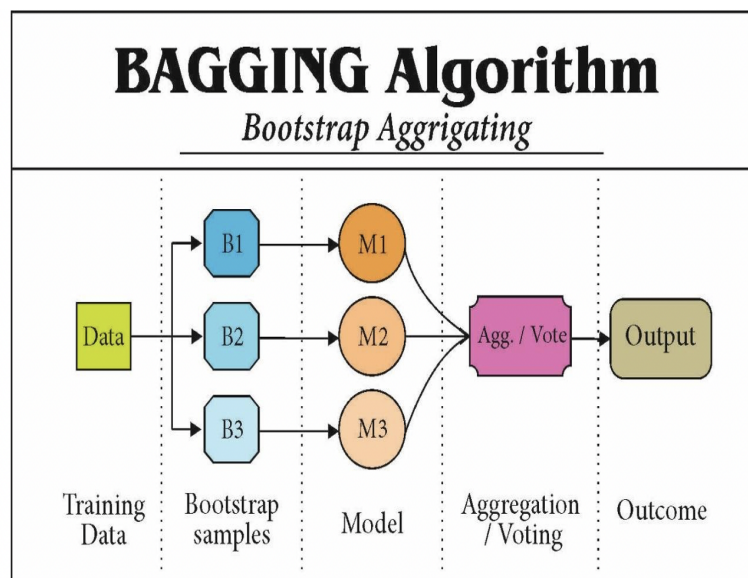 BAGGING Algorithm
Bootstrap Aggrigating
Data
B1
B2
B3
M1
M2
M3
Agg. / Vote
Output
Training
Data
Bootstrap
samples
Model
Aggregation
/ Voting
Outcome